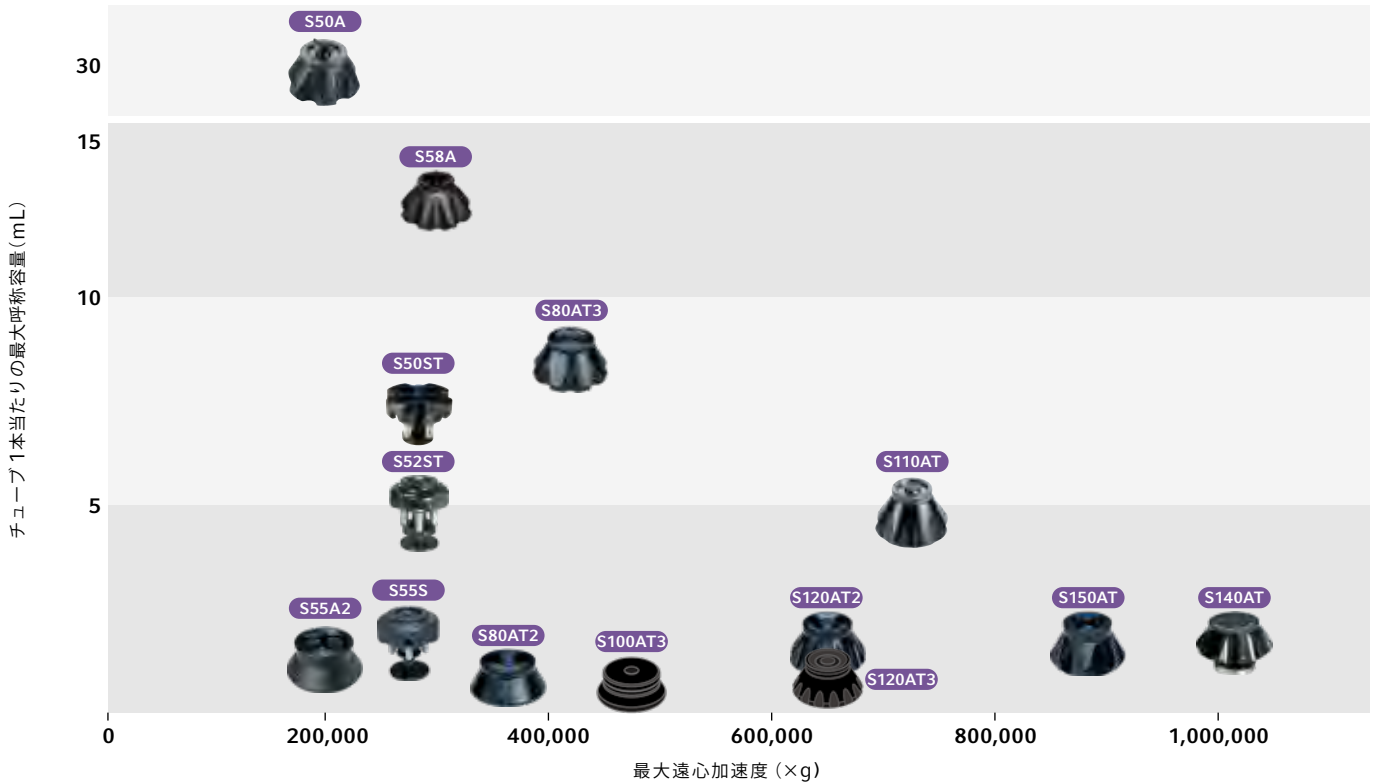 S50A
30
15
S58A
10
S80AT3
S50ST
S52ST
S110AT
5
S55A2
S55S
S80AT2
S100AT3
S120AT2
S120AT3
S150AT
S140AT
チューブ1本当たりの最大呼称容量(mL)
0
200,000
400,000
600,000
800,000
1,000,000
最大遠心加速度(×g)